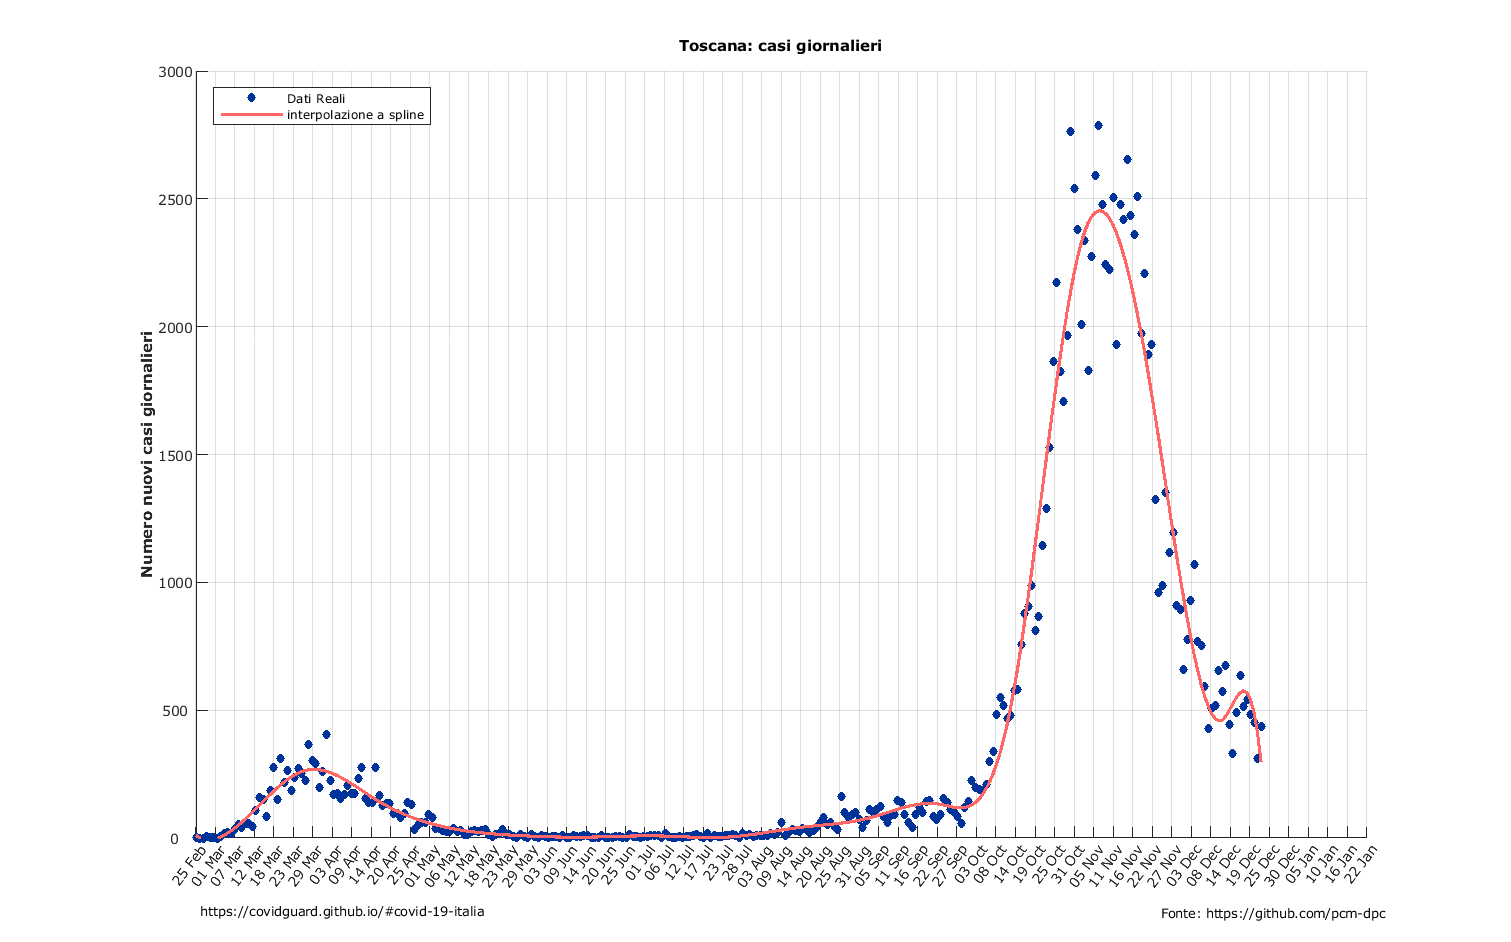 Toscana: casi giornalieri
3000
2500
2000
1500
1000
500
0
Numero nuovi casi giornalieri
Dati Reali
interpolazione a spline
25 Feb
01 Mar
07 Mar
12 Mar
18 Mar
23 Mar
29 Mar
03 Apr
09 Apr
14 Apr
20 Apr
25 Apr
01 May
06 May
12 May
18 May
23 May
29 May
03 Jun
09 Jun
14 Jun
20 Jun
25 Jun
01 Jul
06 Jul
12 Jul
17 Jul
23 Jul
28 Jul
03 Aug
09 Aug
14 Aug
20 Aug
25 Aug
31 Aug
05 Sep
11 Sep
16 Sep
22 Sep
27 Sep
03 Oct
08 Oct
14 Oct
19 Oct
25 Oct
31 Oct
05 Nov
11 Nov
16 Nov
22 Nov
27 Nov
03 Dec
08 Dec
14 Dec
19 Dec
25 Dec
30 Dec
05 Jan
10 Jan
16 Jan
22 Jan
https://covidguard.github.io/#covid-19-italia
Fonte: https://github.com/pcm-dpc